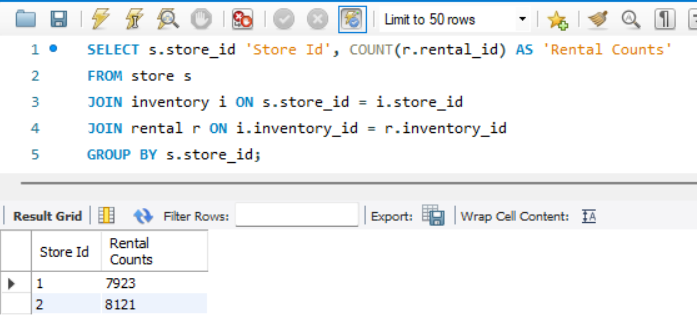 Limit to 50 rows
1 SELECT s.store_id 'Store Id', COUNT(r.rental_id) AS 'Rental Counts'
2 FROM store s
3 JOIN inventory i ON s.store_id = i.store_id
4 JOIN rental r ON i.inventory_id = r.inventory_id
5 GROUP BY s.store_id;
Result Grid Filter Rows: Export: Wrap Cell Content: IA
Store Id Rental
Counts
1 7923
2 8121